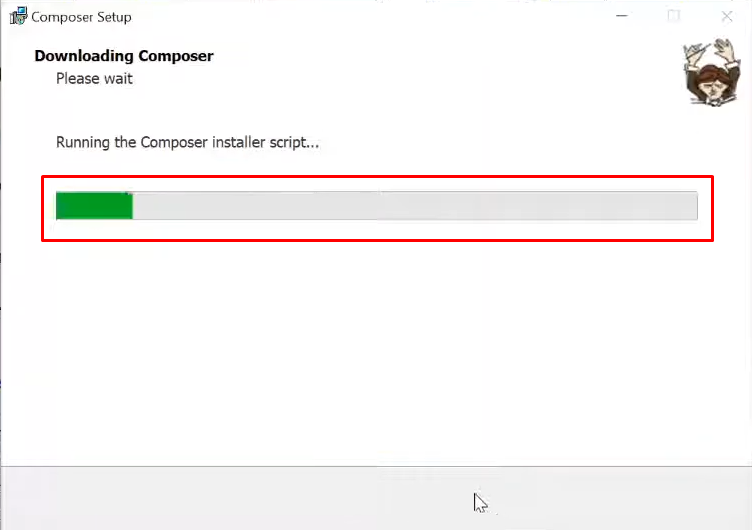 Composer Setup
Downloading Composer
Please wait
Running the Composer installer script...